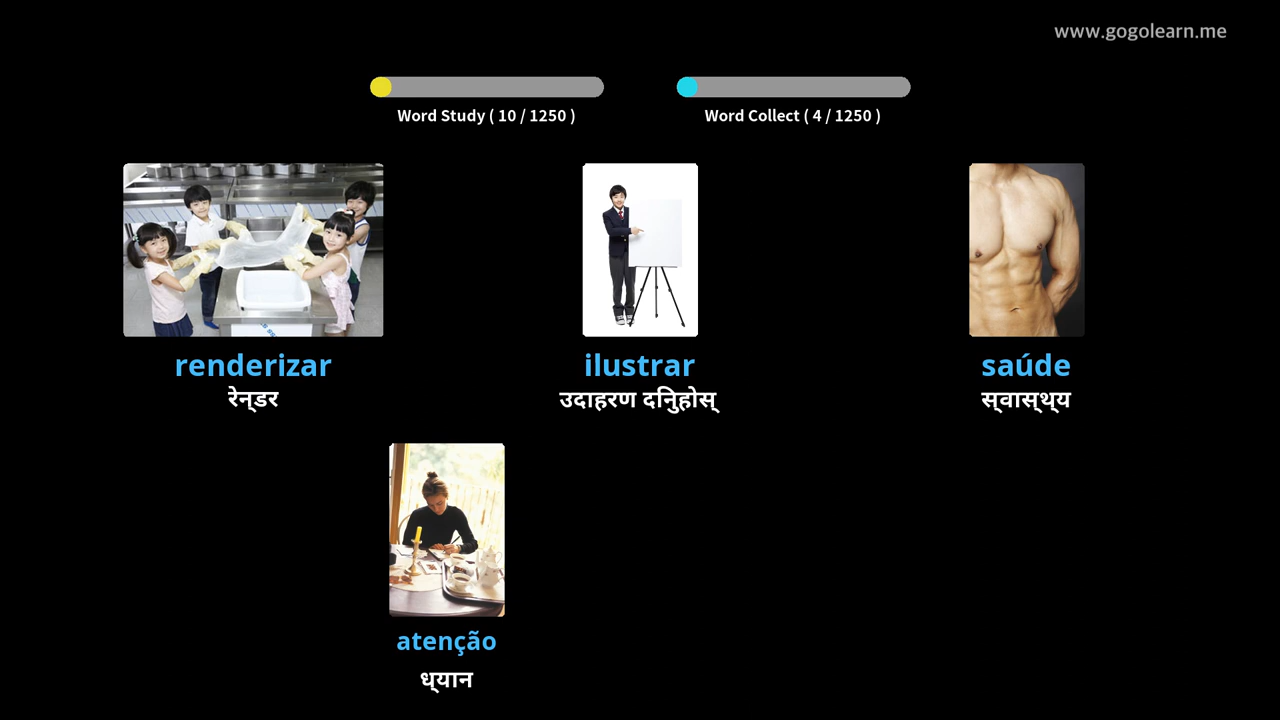 www.gogolearn.me
Word Study ( 10 / 1250 )
Word Collect ( 4 / 1250 )
renderizar
रेन्डर
ilustrar
उदाहरण दिनुहोस्
saúde
स्वास्थ्य
atenção
ध्यान